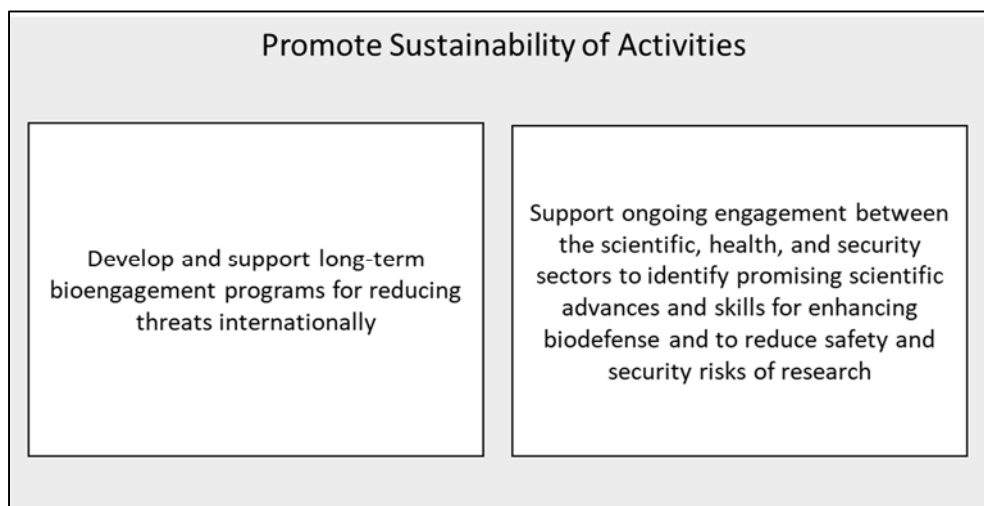 Promote Sustainability of Activities
Develop and support long-term
bioengagement programs for reducing
threats internationally
Support ongoing engagement between
the scientific, health, and security
sectors to identify promising scientific
advances and skills for enhancing
biodefense and to reduce safety and
security risks of research